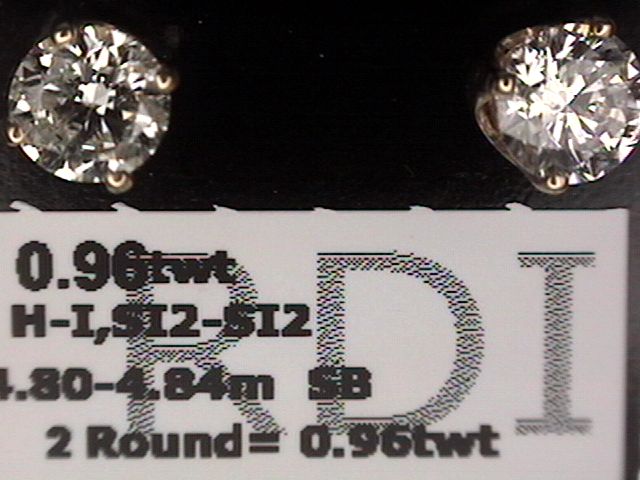 RDI
0.96twt
H-I,SI2-SI2
4.80-4.84m SB
2 Round= 0.96twt